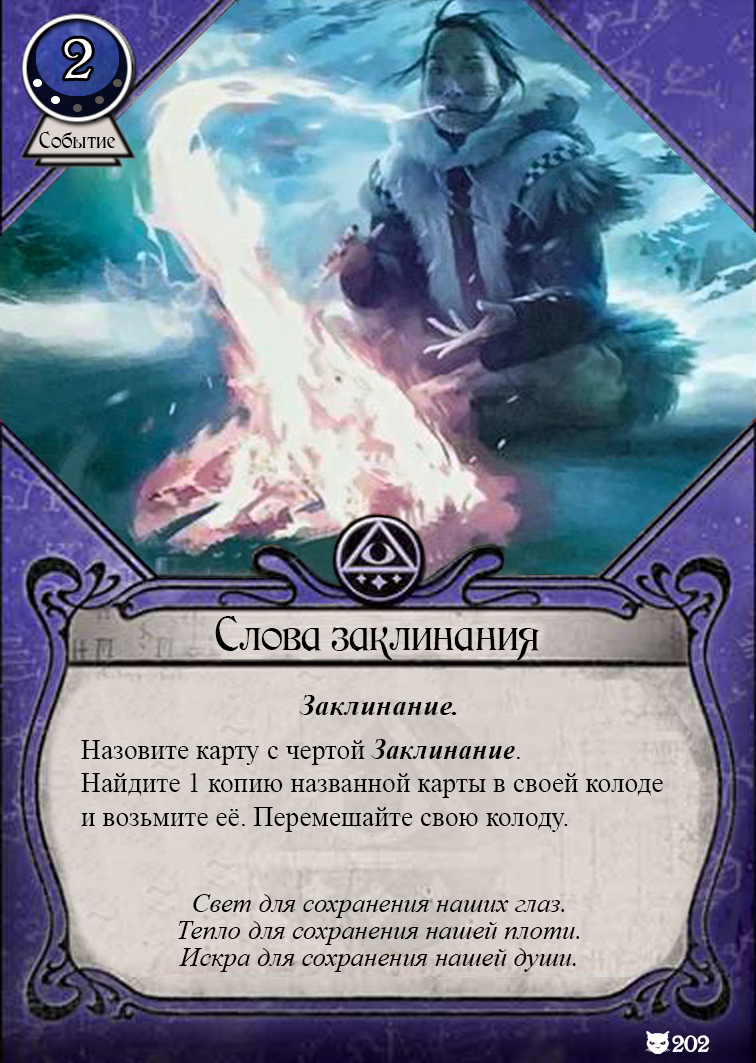 2
Событие
Слова заклинания
Заклинание.
Назовите карту с чертой Заклинание.
Найдите 1 копию названной карты в своей колоде
и возьмите её. Перемешайте свою колоду.
Свет для сохранения наших глаз.
Тепло для сохранения нашей плоти.
Искра для сохранения нашей души.
202